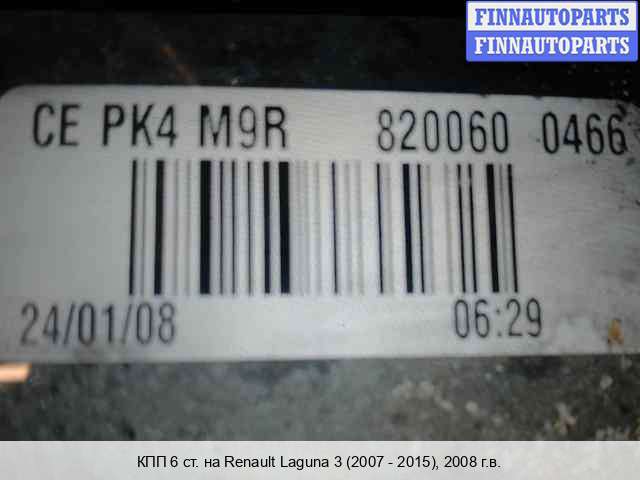 FINNAUTOPARTS
FINNAUTOPARTS
CE PK4 M9R 820060 0466
24/01/08 06:29
КПП 6 ст. на Renault Laguna 3 (2007 - 2015), 2008 г.в.